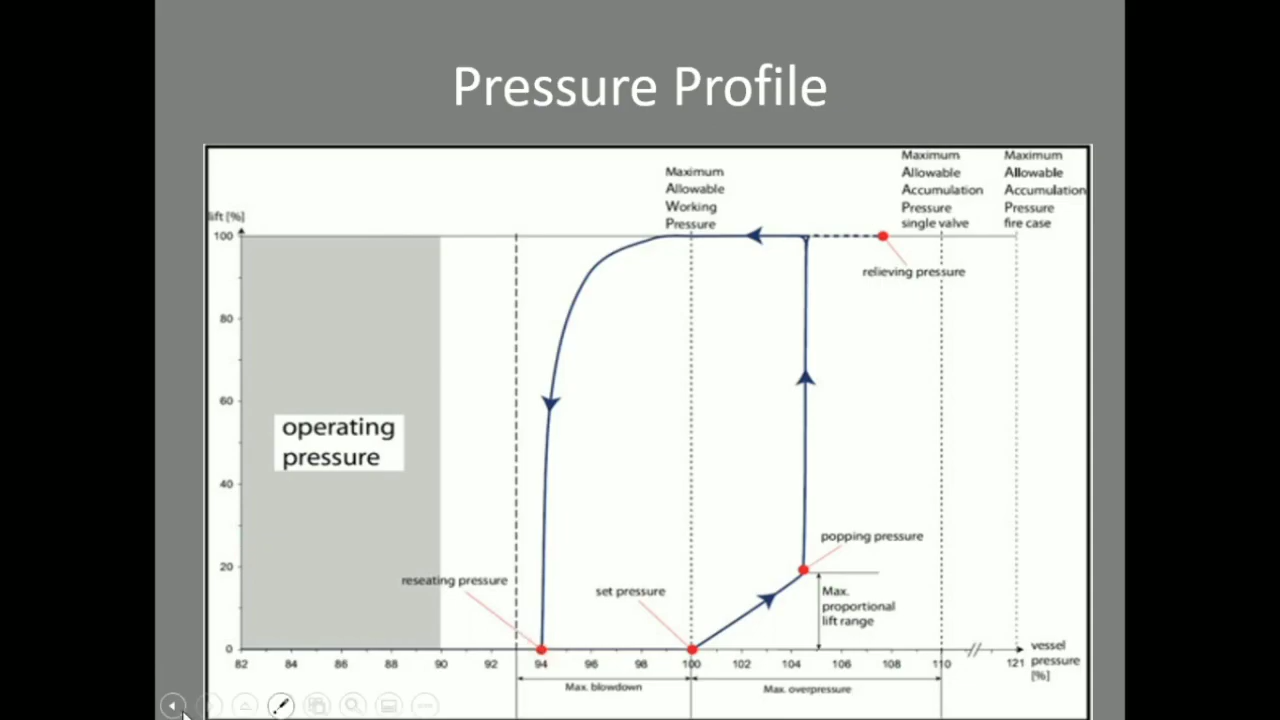 Pressure Profile
Maximum
Allowable
Working
Pressure
Maximum
Allowable
Accumulation
Pressure
single valve
Maximum
Allowable
Accumulation
Pressure
fire case
lift [%]
100
80
60
40
20
0
relieving pressure
operating
pressure
popping pressure
reseating pressure
set pressure
Max.
proportional
lift range
82 84 86 88 90 92 94 96 98 100 102 104 106 108 110 121
vessel
pressure
[%]
Max. blowdown
Max. overpressure